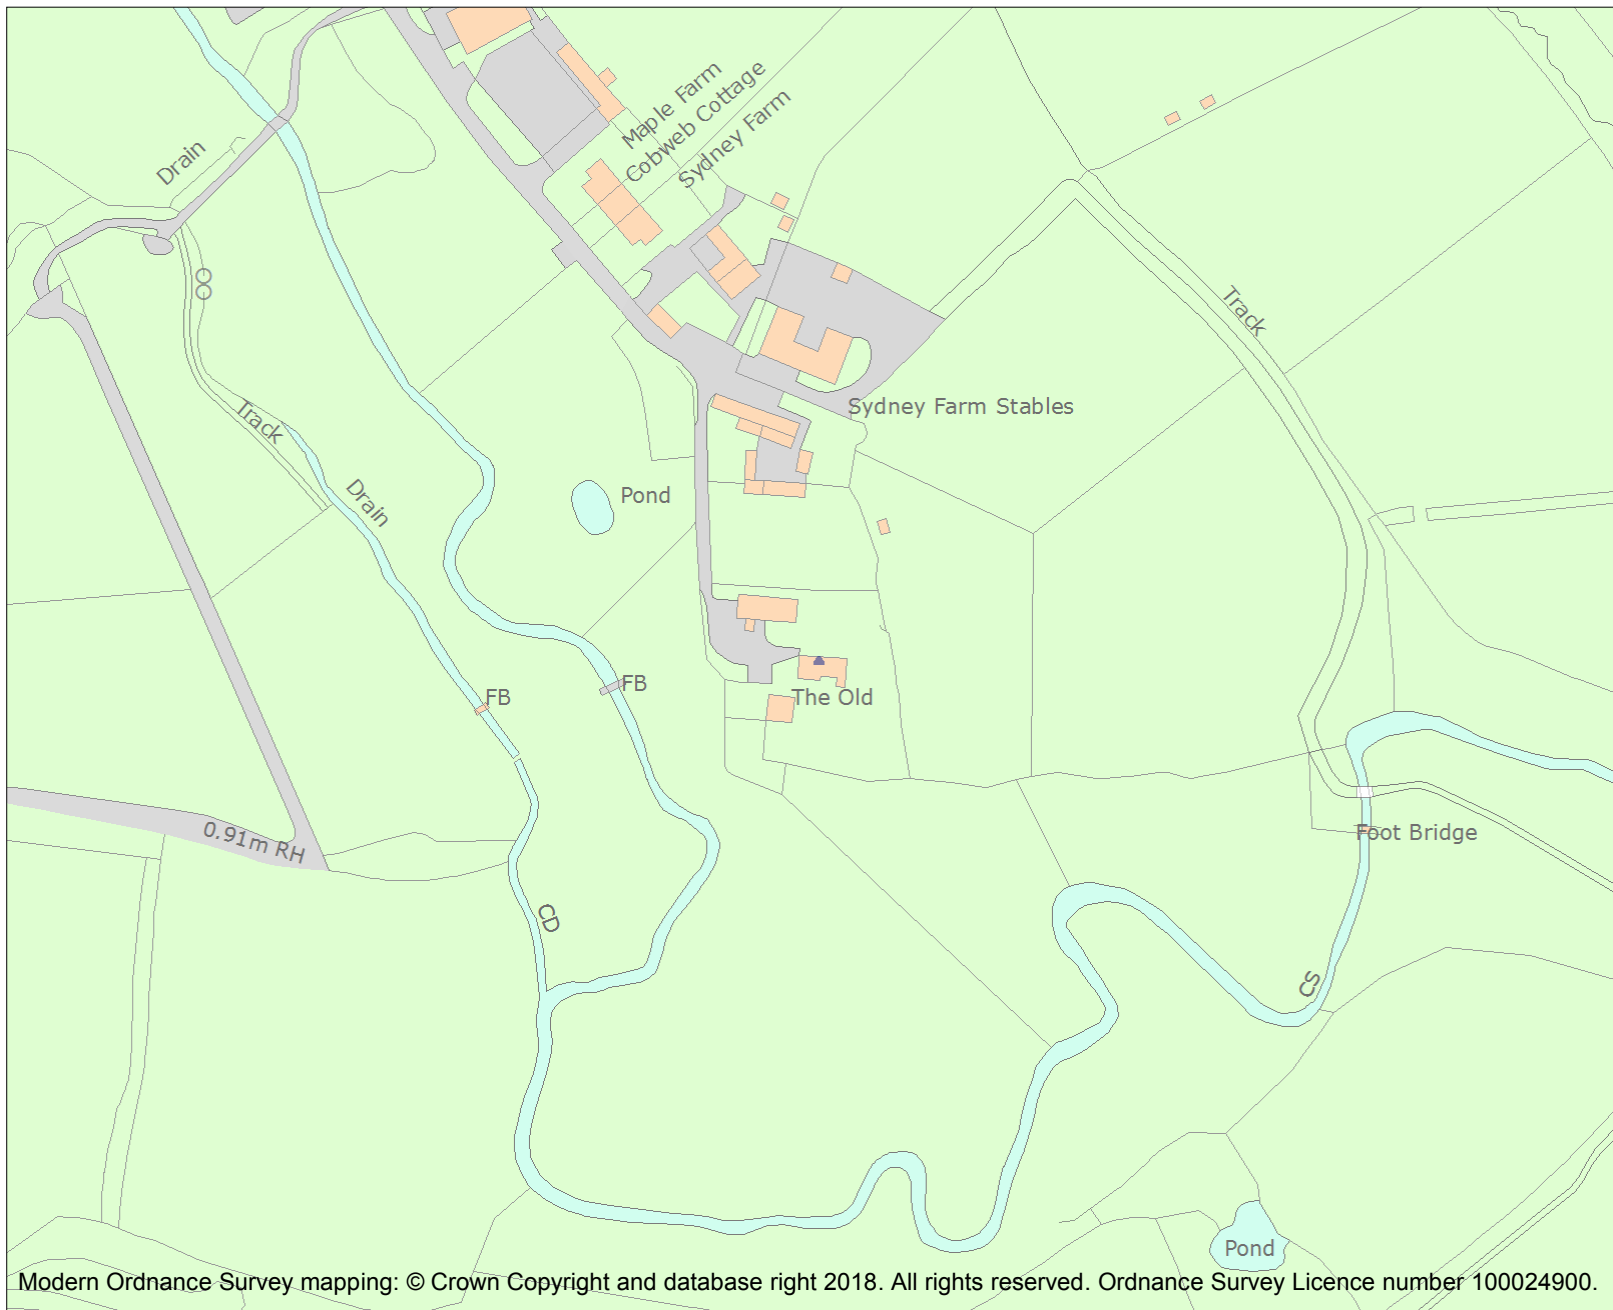 Maple Farm
Cobweb Cottage
Sydney Farm
Drain
Track
Track
Sydney Farm Stables
Drain
Pond
FB
FB
The Old
0.91m RH
Foot Bridge
CD
CS
Pond
Modern Ordnance Survey mapping: © Crown Copyright and database right 2018. All rights reserved. Ordnance Survey Licence number 100024900.